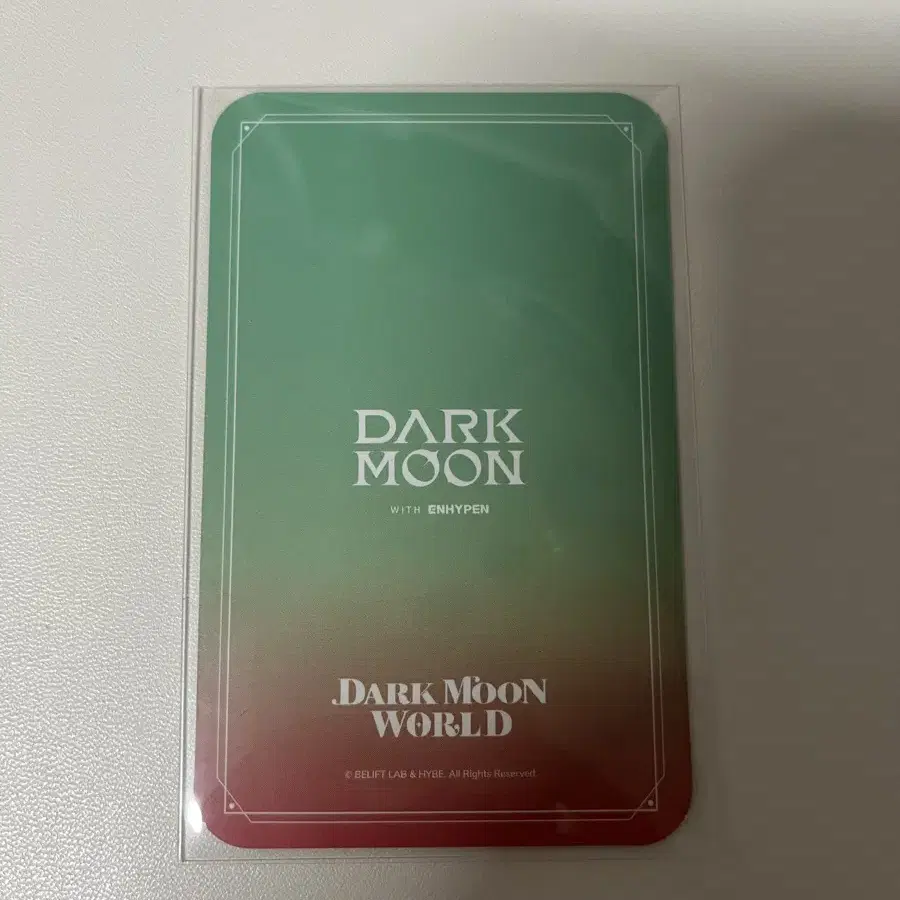 DARK
MOON
WITH ENHYPEN
DARK MOON
WORLD
© BELIFT LAB & HYBE. All Rights Reserved.